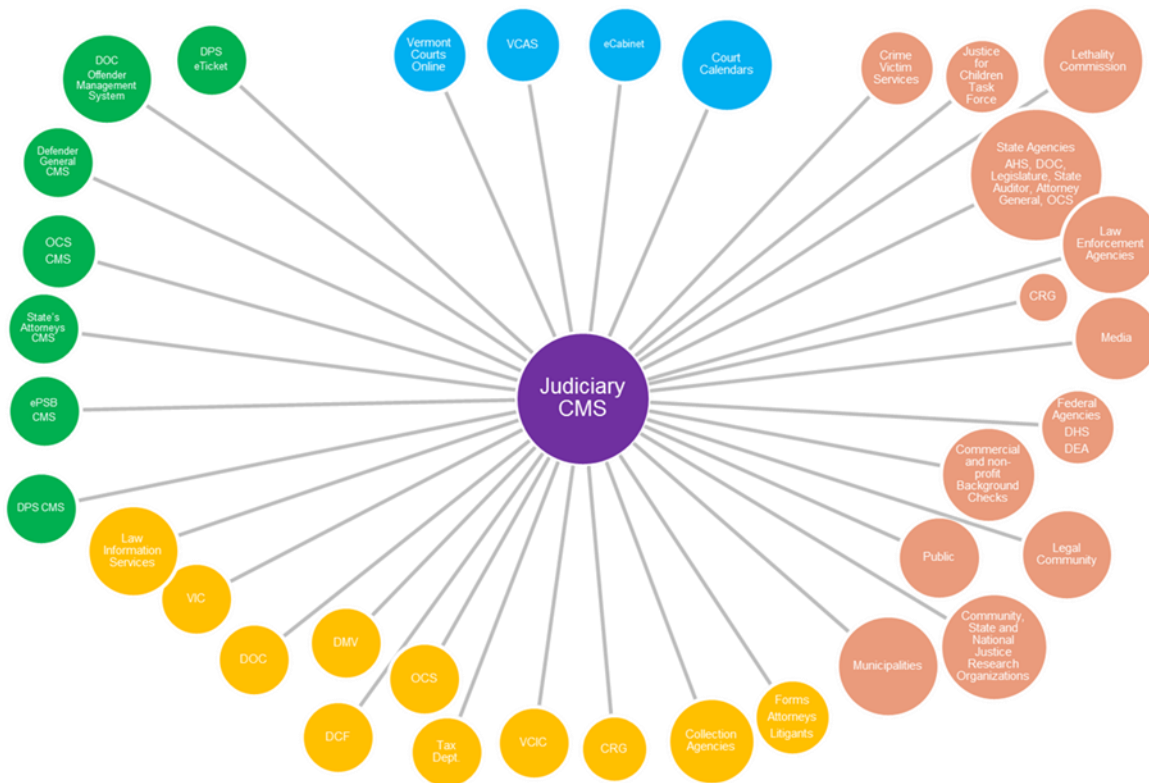 DOC
Offender
Management
System
DPS
eTicket
Vermont
Courts
Online
VCAS
eCabinet
Court
Calendars
Crime
Victim
Services
Justice
for
Children
Task
Force
Lethality
Commission
State Agencies
AHS, DOC,
Legislature, State
Auditor, Attorney
General, OCS
Defender
General
CMS
Law
Enforcement
Agencies
OCS
CMS
CRG
State's
Attorneys
CMS
Media
Judiciary
CMS
ePSB
CMS
Federal
Agencies
DHS
DEA
Commercial
and non-
profit
Background
Checks
DPS CMS
Law
Information
Services
Legal
Community
Public
VIC
DOC
DMV
OCS
Community,
State and
National
Justice
Research
Organizations
Municipalities
DCF
Tax
Dept.
VCIC
CRG
Collection
Agencies
Forms
Attorneys
Litigants